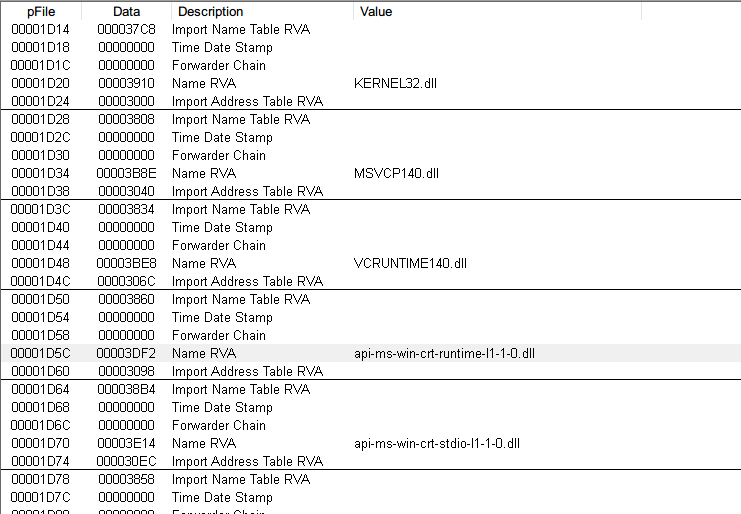 pFile Data Description Value
00001D14 000037C8 Import Name Table RVA
00001D18 00000000 Time Date Stamp
00001D1C 00000000 Forwarder Chain
00001D20 00003910 Name RVA KERNEL32.dll
00001D24 00003000 Import Address Table RVA
00001D28 00003808 Import Name Table RVA
00001D2C 00000000 Time Date Stamp
00001D30 00000000 Forwarder Chain
00001D34 00003B8E Name RVA MSVCP140.dll
00001D38 00003040 Import Address Table RVA
00001D3C 00003834 Import Name Table RVA
00001D40 00000000 Time Date Stamp
00001D44 00000000 Forwarder Chain
00001D48 00003BE8 Name RVA VCRUNTIME140.dll
00001D4C 0000306C Import Address Table RVA
00001D50 00003860 Import Name Table RVA
00001D54 00000000 Time Date Stamp
00001D58 00000000 Forwarder Chain
00001D5C 00003DF2 Name RVA api-ms-win-crt-runtime-l1-1-0.dll
00001D60 00003098 Import Address Table RVA
00001D64 000038B4 Import Name Table RVA
00001D68 00000000 Time Date Stamp
00001D6C 00000000 Forwarder Chain
00001D70 00003E14 Name RVA api-ms-win-crt-stdio-l1-1-0.dll
00001D74 000030EC Import Address Table RVA
00001D78 00003858 Import Name Table RVA
00001D7C 00000000 Time Date Stamp
00000000 Forwarder Chain